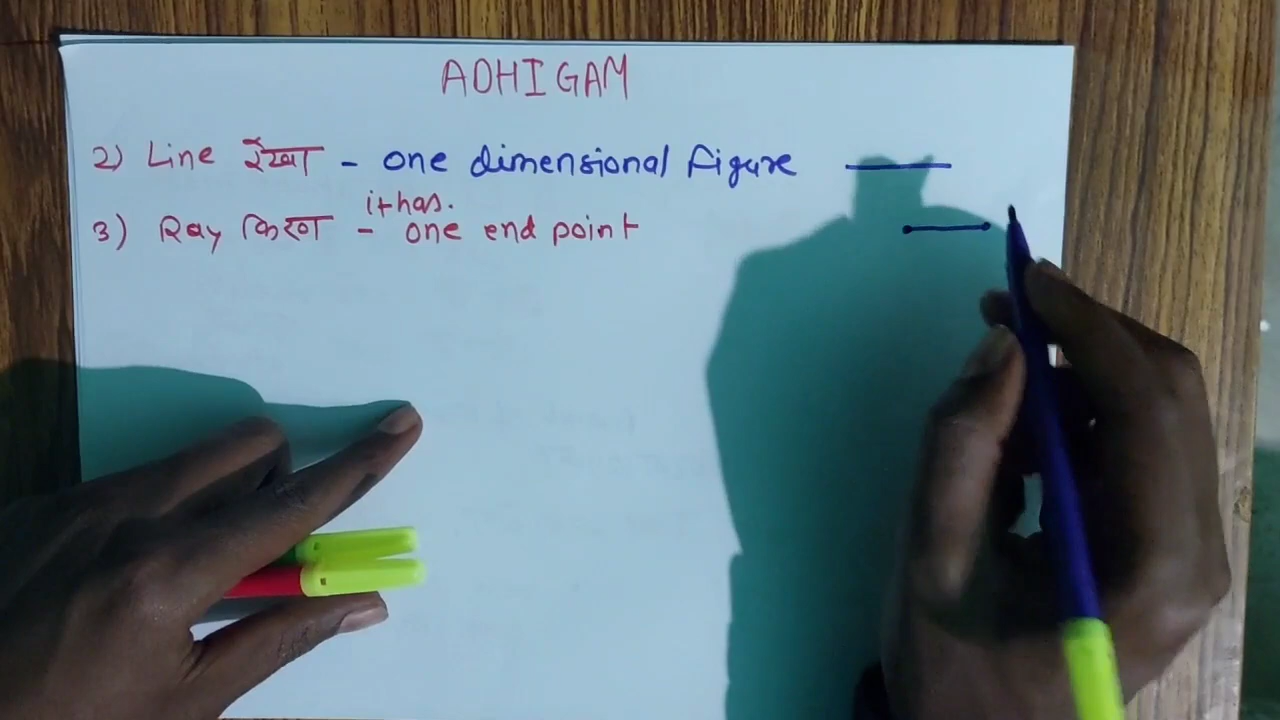 ADHIGAM
2) Line रेखा - one dimensional figure
it has.
3) Ray किरण - one end point